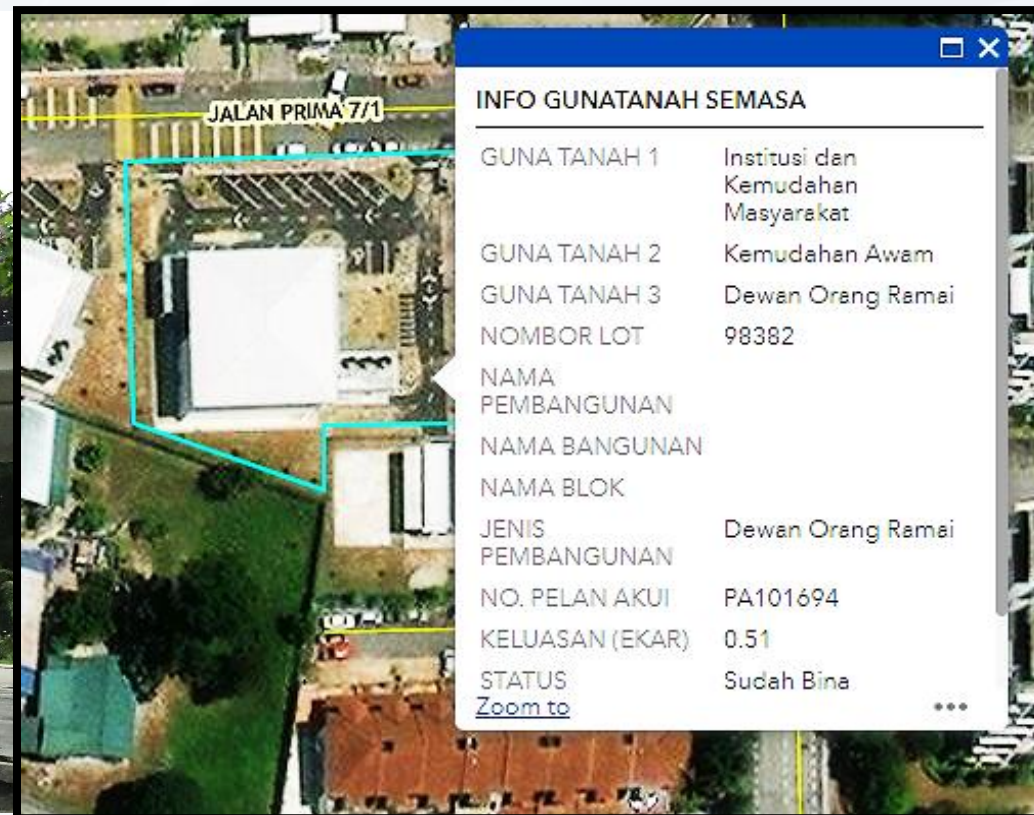 JALAN PRIMA 7/1
INFO GUNATANAH SEMASA
GUNA TANAH 1 Institusi dan
Kemudahan
Masyarakat
GUNA TANAH 2 Kemudahan Awam
GUNA TANAH 3 Dewan Orang Ramai
NOMBOR LOT 98382
NAMA
PEMBANGUNAN
NAMA BANGUNAN
NAMA BLOK
JENIS Dewan Orang Ramai
PEMBANGUNAN
NO. PELAN AKUI PA101694
KELUASAN (EKAR) 0.51
STATUS Sudah Bina
Zoom to